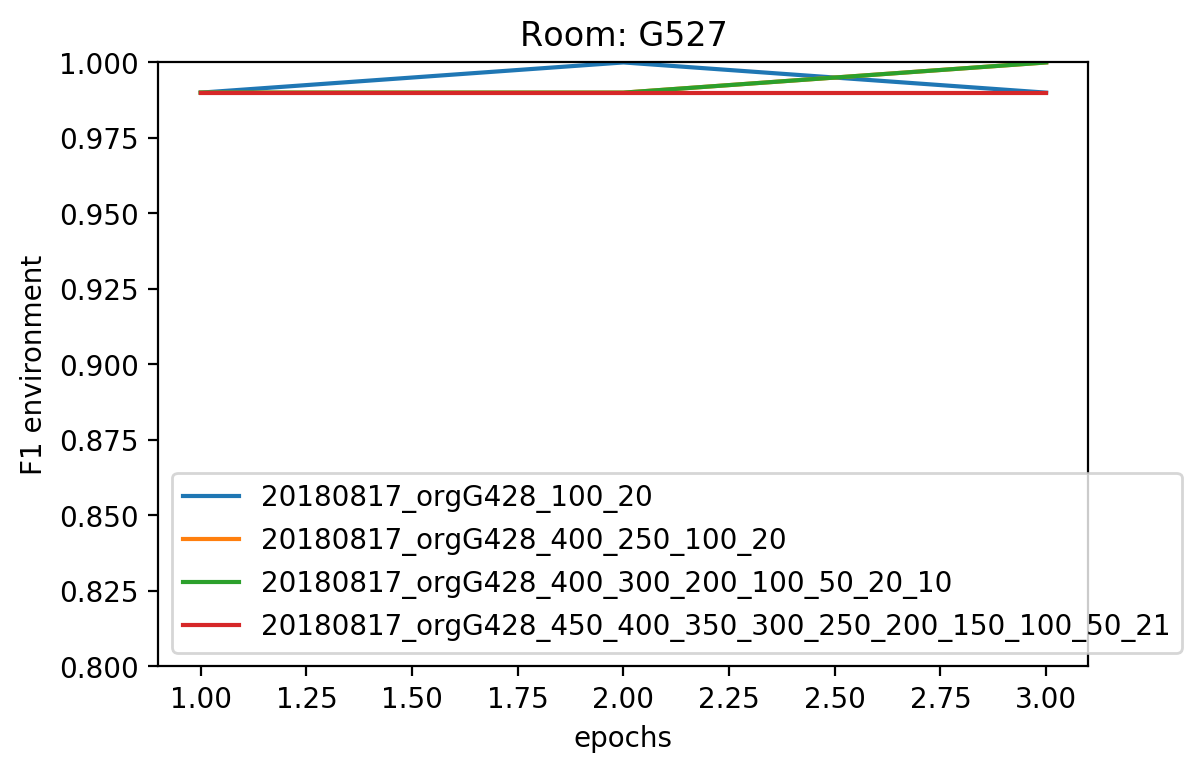 Room: G527
1.000
0.975
0.950
0.925
0.900
0.875
0.850
0.825
0.800
F1 environment
20180817_orgG428_100_20
20180817_orgG428_400_250_100_20
20180817_orgG428_400_300_200_100_50_20_10
20180817_orgG428_450_400_350_300_250_200_150_100_50_21
1.00 1.25 1.50 1.75 2.00 2.25 2.50 2.75 3.00
epochs